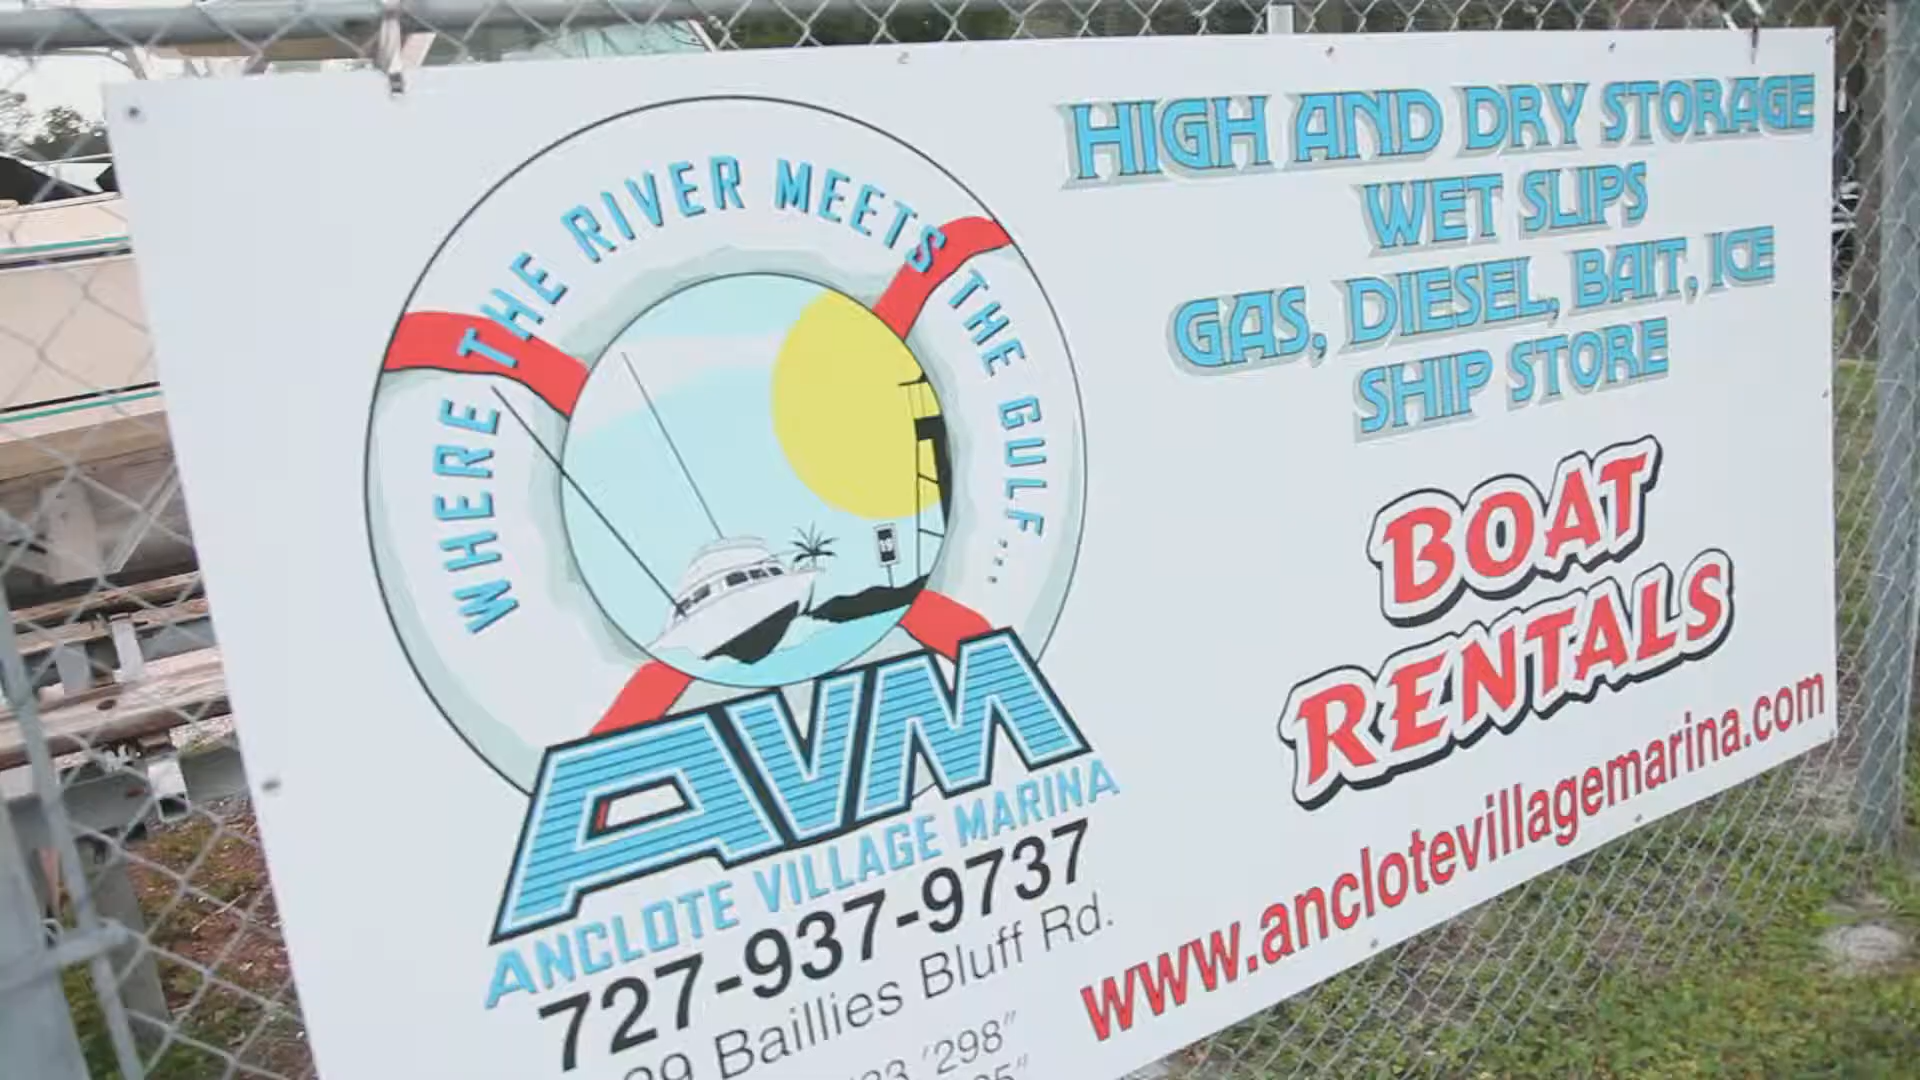 WHERE THE RIVER MEETS THE GULF....
AVM
ANCLOTE VILLAGE MARINA
727-937-9737
Baillies Bluff Rd.
'298"
HIGH AND DRY STORAGE
WET SLIPS
GAS, DIESEL, BAIT, ICE
SHIP STORE
BOAT
RENTALS
www.anclotevillagemarina.com